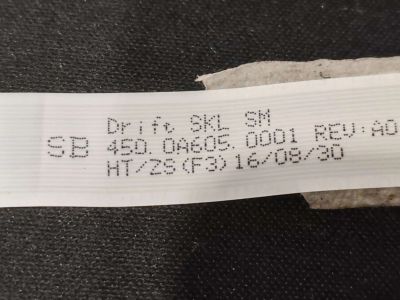 Drift SKL SM
SB 450.0A605.0001 REV:A0
HT/ZS(F3)16/08/30